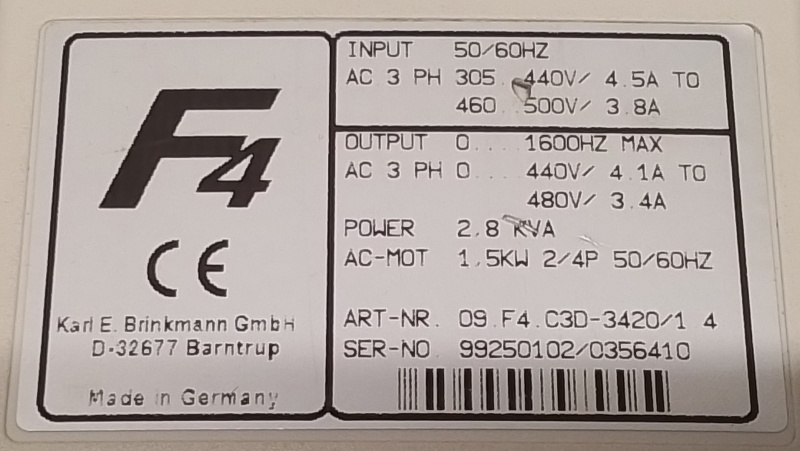 F4
CE
Karl E. Brinkmann GmbH
D-32677 Barntrup
Made in Germany
INPUT 50/60HZ
AC 3 PH 305...440V/ 4.5A TO
460...500V/ 3.8A
OUTPUT 0....1600HZ MAX
AC 3 PH 0... 440V/ 4.1A TO
480V/ 3.4A
POWER 2.8 KVA
AC-MOT 1.5KW 2/4P 50/60HZ
ART-NR. 09.F4.C3D-3420/1.4
SER-NO. 99250102/0356410